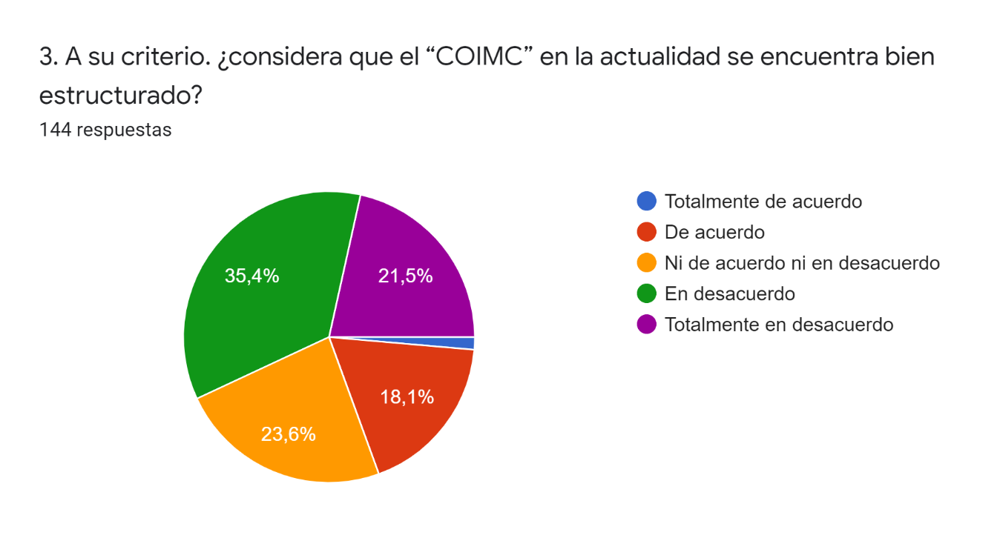 3. A su criterio. ¿considera que el “COIMC” en la actualidad se encuentra bien
estructurado?
144 respuestas
Totalmente de acuerdo
De acuerdo
Ni de acuerdo ni en desacuerdo
En desacuerdo
Totalmente en desacuerdo
35,4%
21,5%
18,1%
23,6%